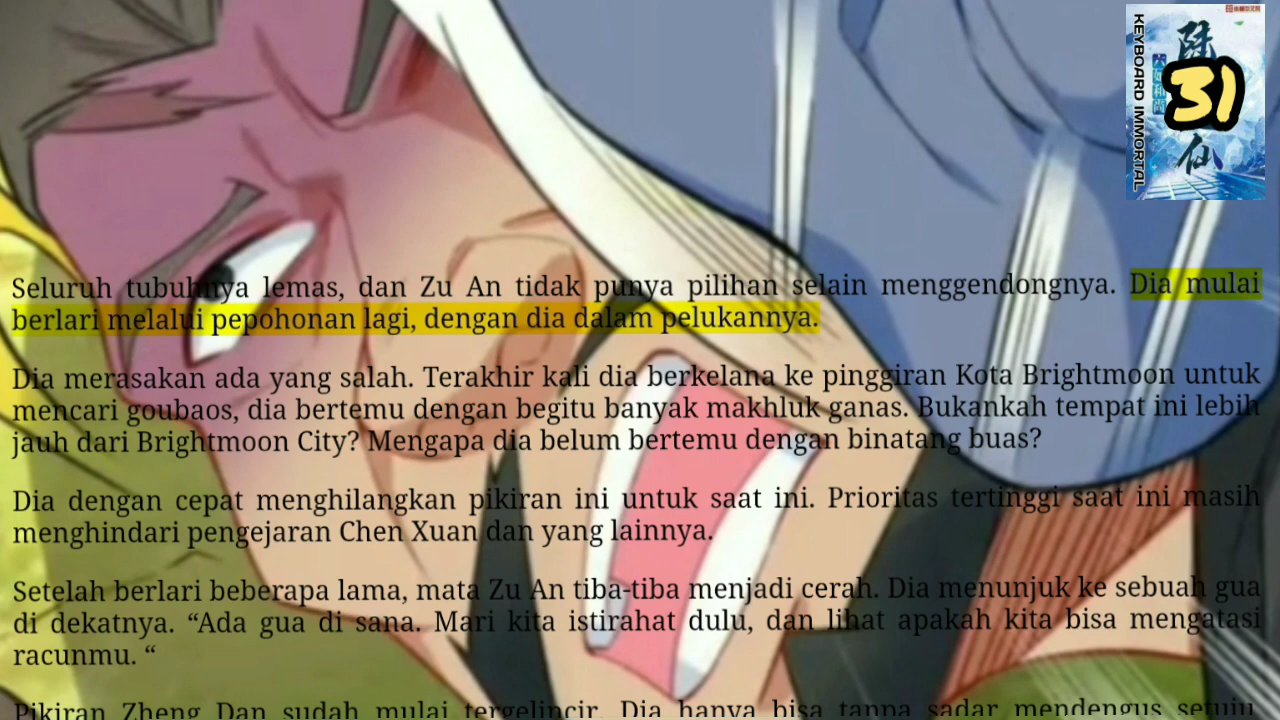 陸
KEYBOARD IMMORTAL
31
仙
Seluruh tubuhnya lemas, dan Zu An tidak punya pilihan selain menggendongnya. Dia mulai
berlari melalui pepohonan lagi, dengan dia dalam pelukannya.
Dia merasakan ada yang salah. Terakhir kali dia berkelana ke pinggiran Kota Brightmoon untuk
mencari goubaos, dia bertemu dengan begitu banyak makhluk ganas. Bukankah tempat ini lebih
jauh dari Brightmoon City? Mengapa dia belum bertemu dengan binatang buas?
Dia dengan cepat menghilangkan pikiran ini untuk saat ini. Prioritas tertinggi saat ini masih
menghindari pengejaran Chen Xuan dan yang lainnya.
Setelah berlari beberapa lama, mata Zu An tiba-tiba menjadi cerah. Dia menunjuk ke sebuah gua
di dekatnya. “Ada gua di sana. Mari kita istirahat dulu, dan lihat apakah kita bisa mengatasi
racunmu. “
Pikiran Zheng Dan sudah mulai tergelincir. Dia hanya bisa tanpa sadar mendengus setuju.